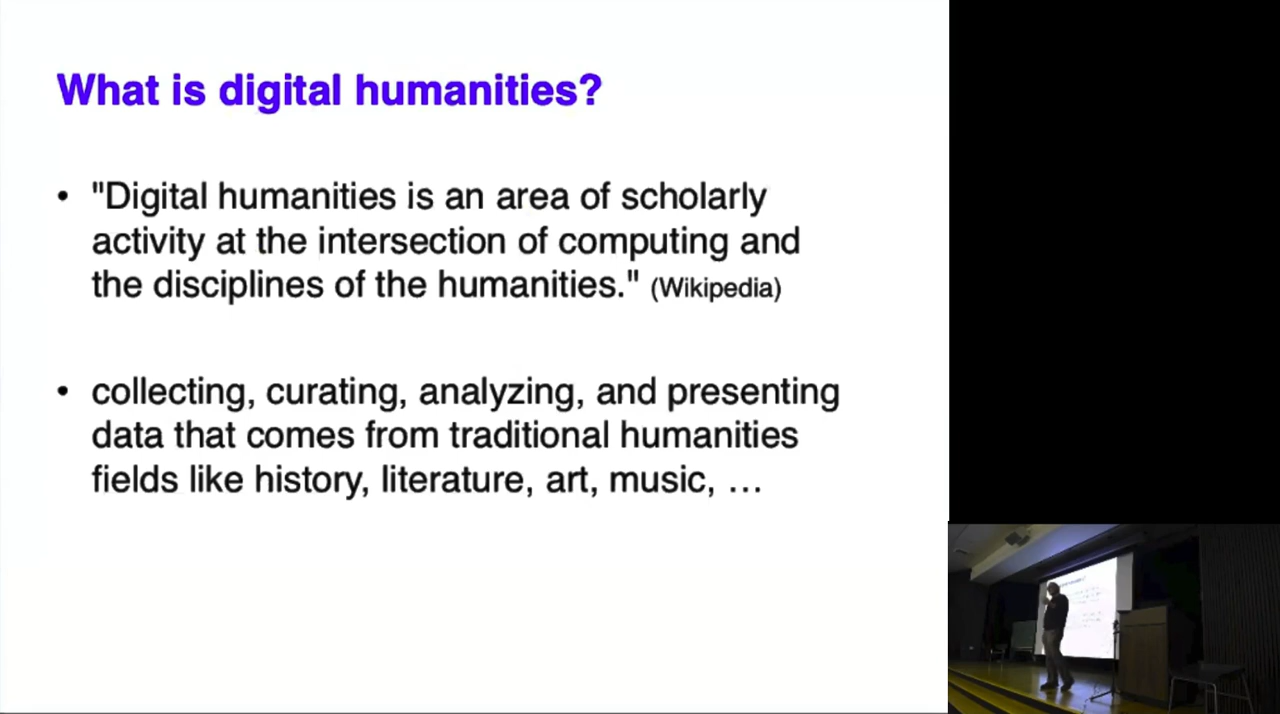 What is digital humanities?
• "Digital humanities is an area of scholarly
activity at the intersection of computing and
the disciplines of the humanities." (Wikipedia)
• collecting, curating, analyzing, and presenting
data that comes from traditional humanities
fields like history, literature, art, music, …